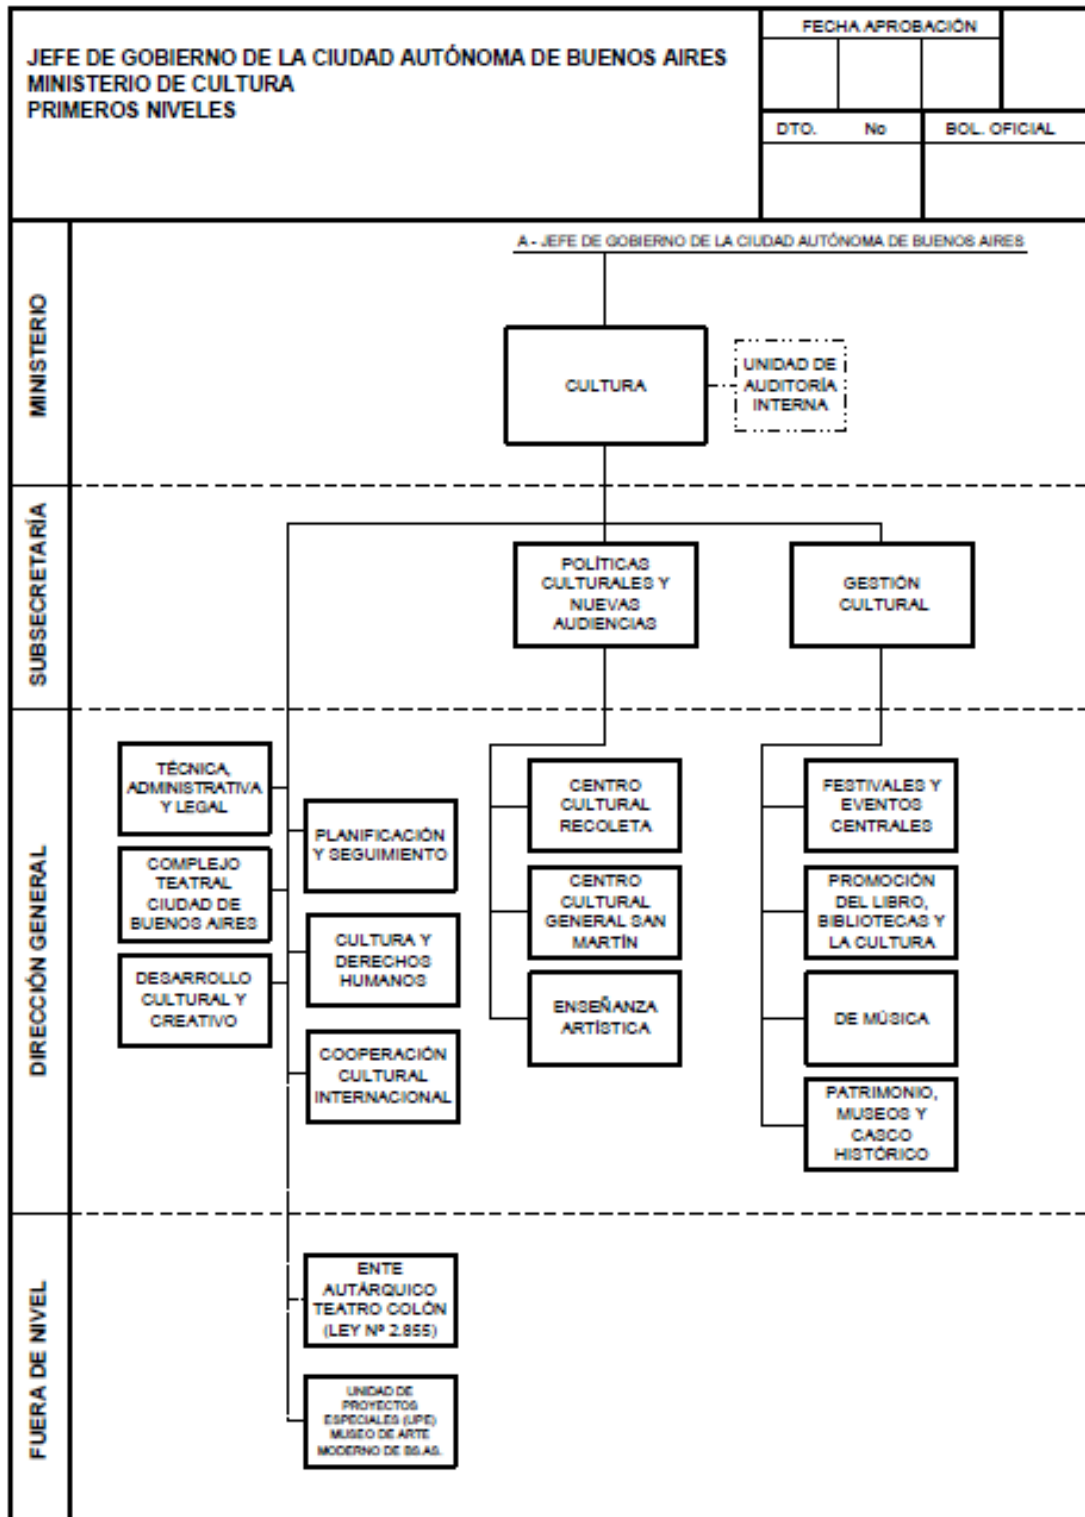 JEFE DE GOBIERNO DE LA CIUDAD AUTÓNOMA DE BUENOS AIRES
MINISTERIO DE CULTURA
PRIMEROS NIVELES
FECHA APROBACIÓN
DTO. No
BOL. OFICIAL
A - JEFE DE GOBIERNO DE LA CIUDAD AUTÓNOMA DE BUENOS AIRES
MINISTERIO
CULTURA
UNIDAD DE
AUDITORÍA
INTERNA
SUBSECRETARÍA
POLÍTICAS
CULTURALES Y
NUEVAS
AUDIENCIAS
GESTIÓN
CULTURAL
DIRECCIÓN GENERAL
TÉCNICA,
ADMINISTRATIVA
Y LEGAL
COMPLEJO
TEATRAL
CIUDAD DE
BUENOS AIRES
DESARROLLO
CULTURAL Y
CREATIVO
PLANIFICACIÓN
Y SEGUIMIENTO
CULTURA Y
DERECHOS
HUMANOS
COOPERACIÓN
CULTURAL
INTERNACIONAL
CENTRO
CULTURAL
RECOLETA
CENTRO
CULTURAL
GENERAL SAN
MARTÍN
ENSEÑANZA
ARTÍSTICA
FESTIVALES Y
EVENTOS
CENTRALES
PROMOCIÓN
DEL LIBRO,
BIBLIOTECAS Y
LA CULTURA
DE MÚSICA
PATRIMONIO,
MUSEOS Y
CASCO
HISTÓRICO
FUERA DE NIVEL
ENTE
AUTÁRQUICO
TEATRO COLÓN
(LEY Nº 2.855)
UNIDAD DE
PROYECTOS
ESPECIALES (UPE)
MUSEO DE ARTE
MODERNO DE BS.AS.